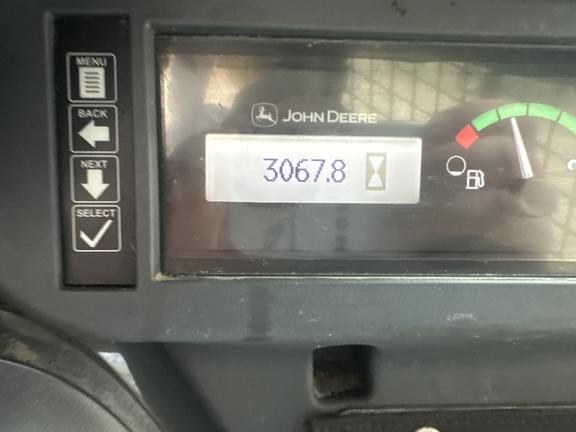 MENU
BACK
NEXT
SELECT
JOHN DEERE
3067.8